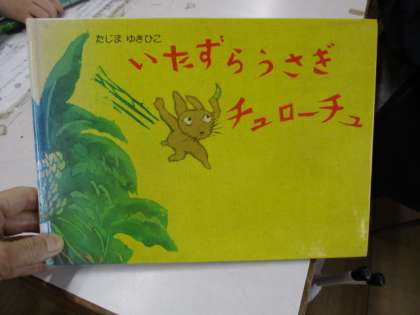 たじま ゆきひこ
いたずらうさぎ
チュローチュ